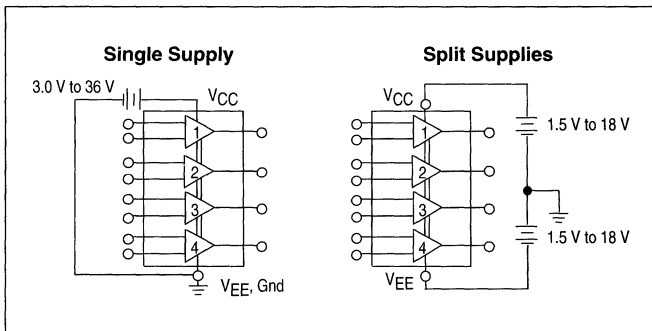 Single Supply
3.0 V to 36 V
VCC
1
2
3
4
VEE, Gnd
Split Supplies
VCC
1
2
3
4
VEE
1.5 V to 18 V
1.5 V to 18 V